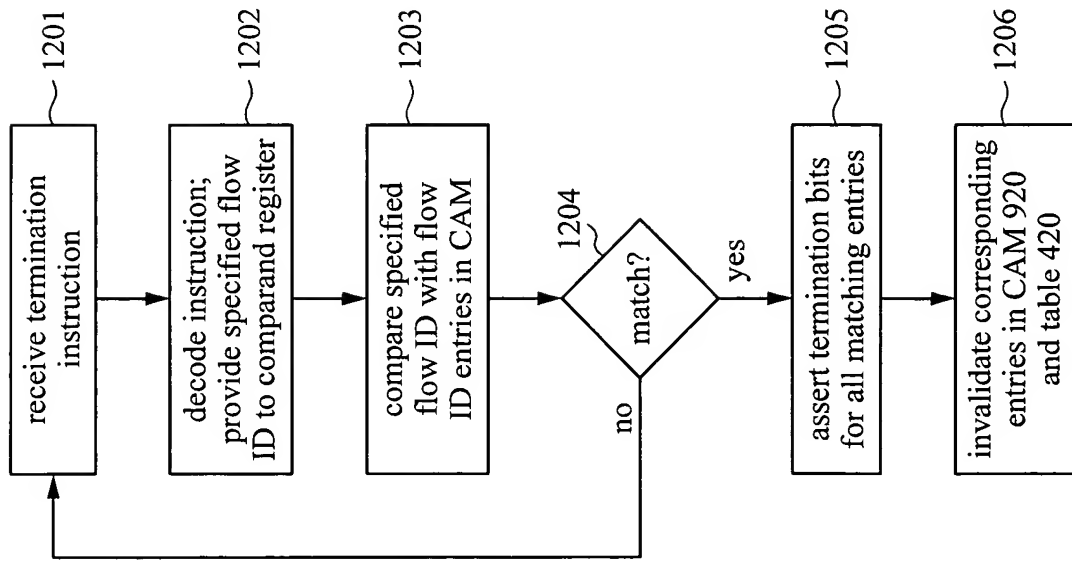 1201
receive termination
instruction
1202
decode instruction;
provide specified flow
ID to comparand register
1203
compare specified
flow ID with flow
ID entries in CAM
1204
match?
no
yes
1205
assert termination bits
for all matching entries
1206
invalidate corresponding
entries in CAM 920
and table 420